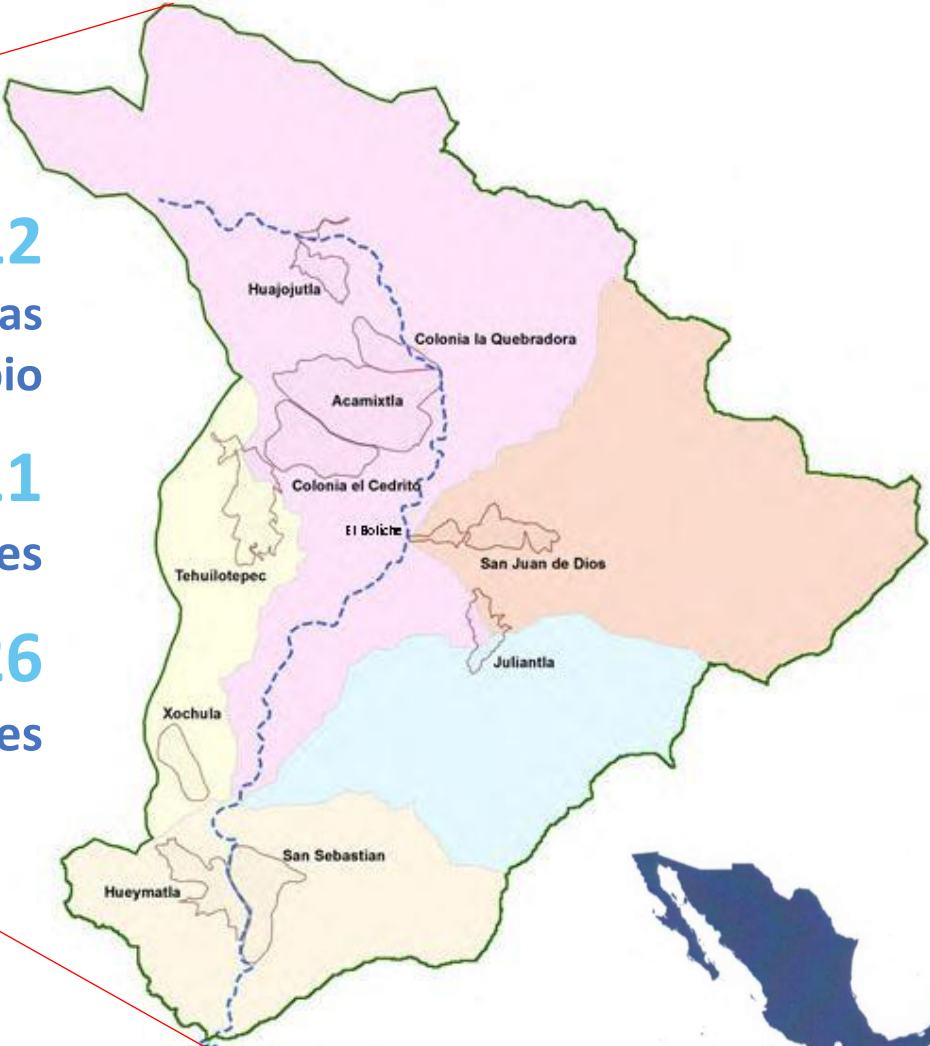 12
as
pio
11
es
26
es
Huajojutla
Colonia la Quebradora
Acamixtla
Colonia el Cedrito
El Boliche
San Juan de Dios
Tehuilotepec
Juliantla
Xochula
San Sebastian
Hueymatla